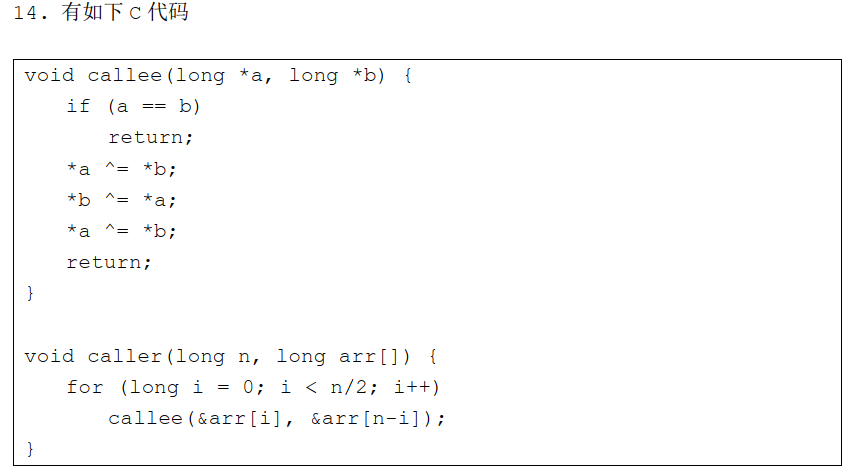 14. 有如下 C 代码
void callee(long *a, long *b) {
    if (a == b)
        return;
    *a ^= *b;
    *b ^= *a;
    *a ^= *b;
    return;
}
void caller(long n, long arr[]) {
    for (long i = 0; i < n/2; i++)
        callee(&arr[i], &arr[n-i]);
}